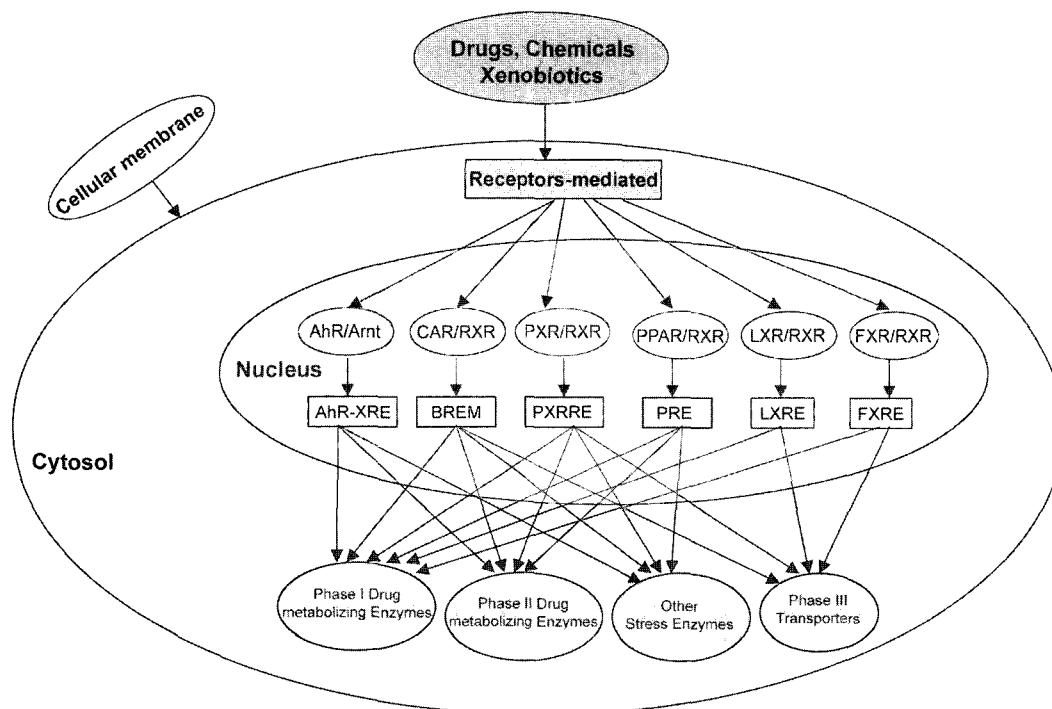 Drugs, Chemicals
Xenobiotics
Cellular membrane
Receptors-mediated
AhR/Arnt
CAR/RXR
PXR/RXR
PPAR/RXR
LXR/RXR
FXR/RXR
Nucleus
AhR-XRE
BREM
PXRRE
PRE
LXRE
FXRE
Cytosol
Phase I Drug
metabolizing Enzymes
Phase II Drug
metabolizing Enzymes
Other
Stress Enzymes
Phase III
Transporters